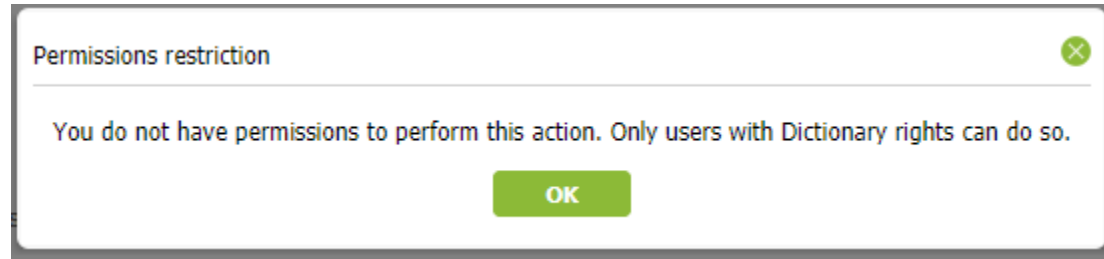 Permissions restriction
You do not have permissions to perform this action. Only users with Dictionary rights can do so.
OK